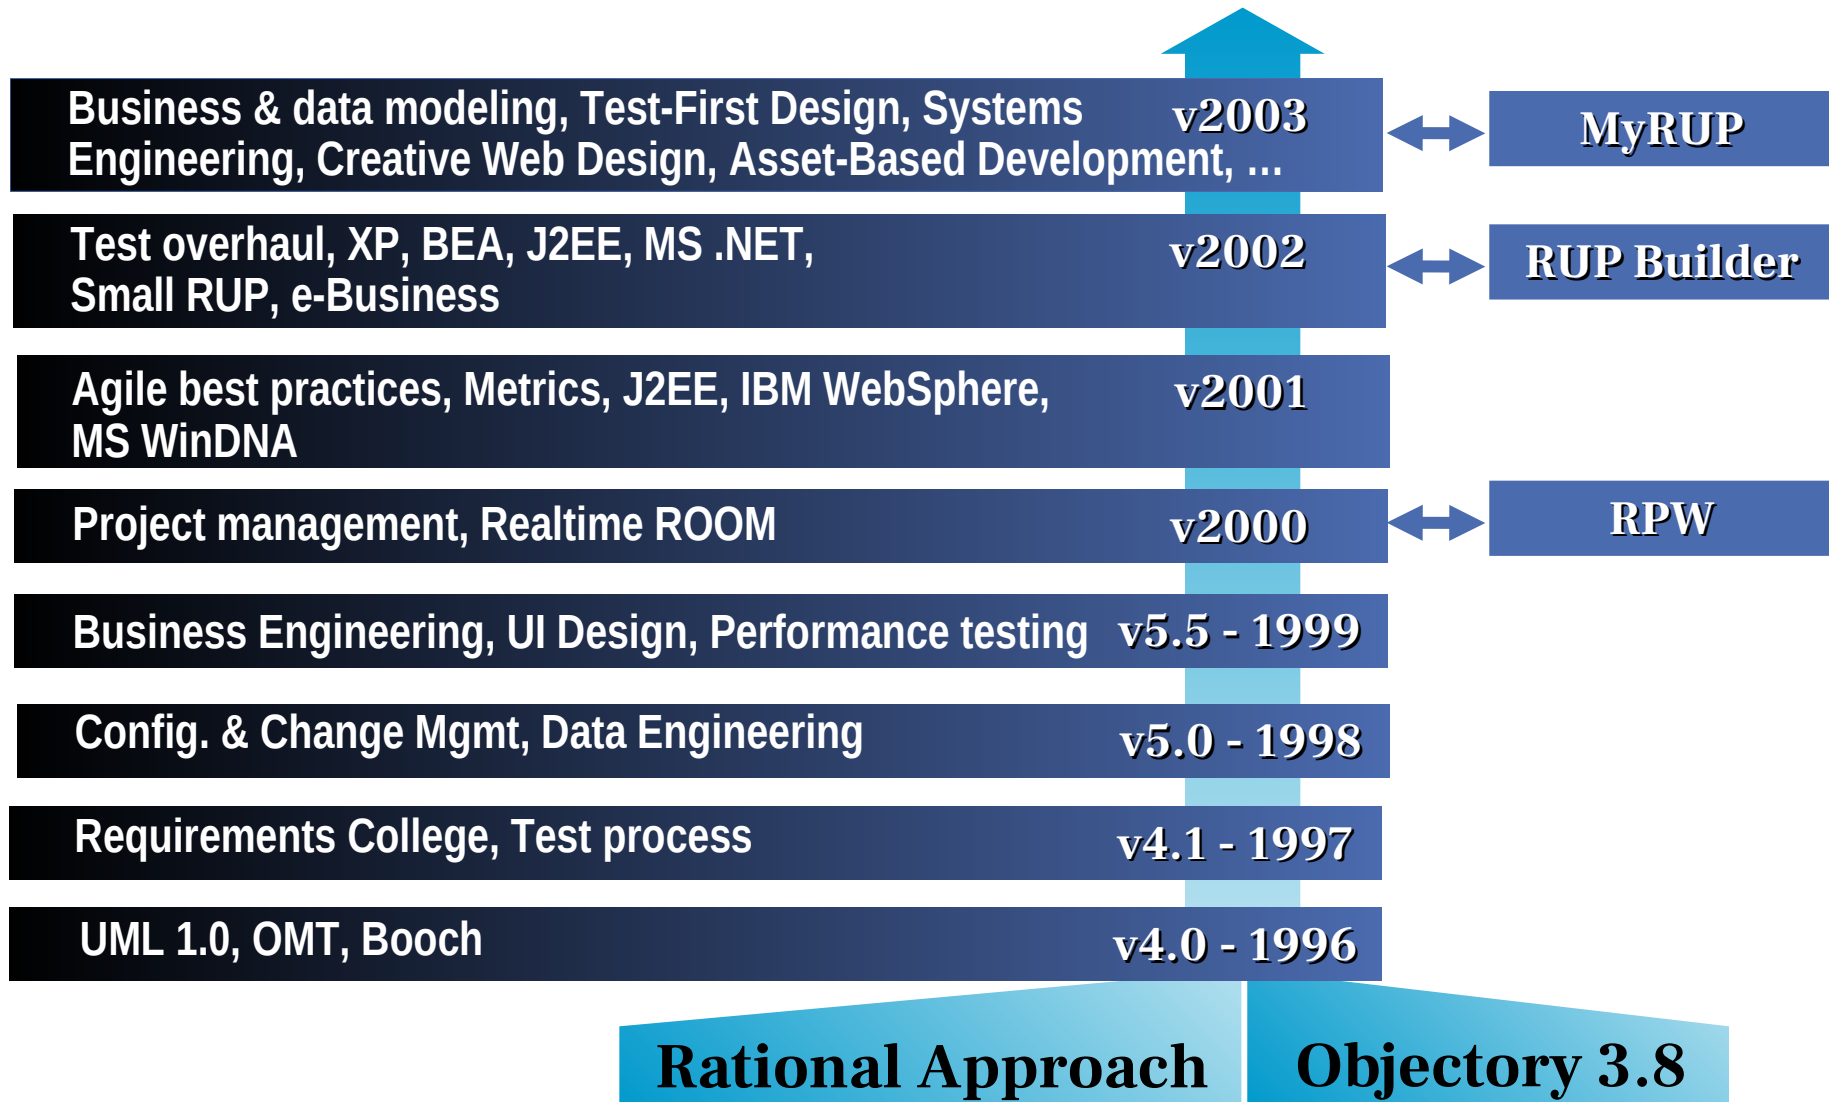 Business & data modeling, Test-First Design, Systems
Engineering, Creative Web Design, Asset-Based Development, …
v2003
MyRUP
Test overhaul, XP, BEA, J2EE, MS .NET,
Small RUP, e-Business
v2002
RUP Builder
Agile best practices, Metrics, J2EE, IBM WebSphere,
MS WinDNA
v2001
Project management, Realtime ROOM
v2000
RPW
Business Engineering, UI Design, Performance testing
v5.5 - 1999
Config. & Change Mgmt, Data Engineering
v5.0 - 1998
Requirements College, Test process
v4.1 - 1997
UML 1.0, OMT, Booch
v4.0 - 1996
Rational Approach
Objectory 3.8